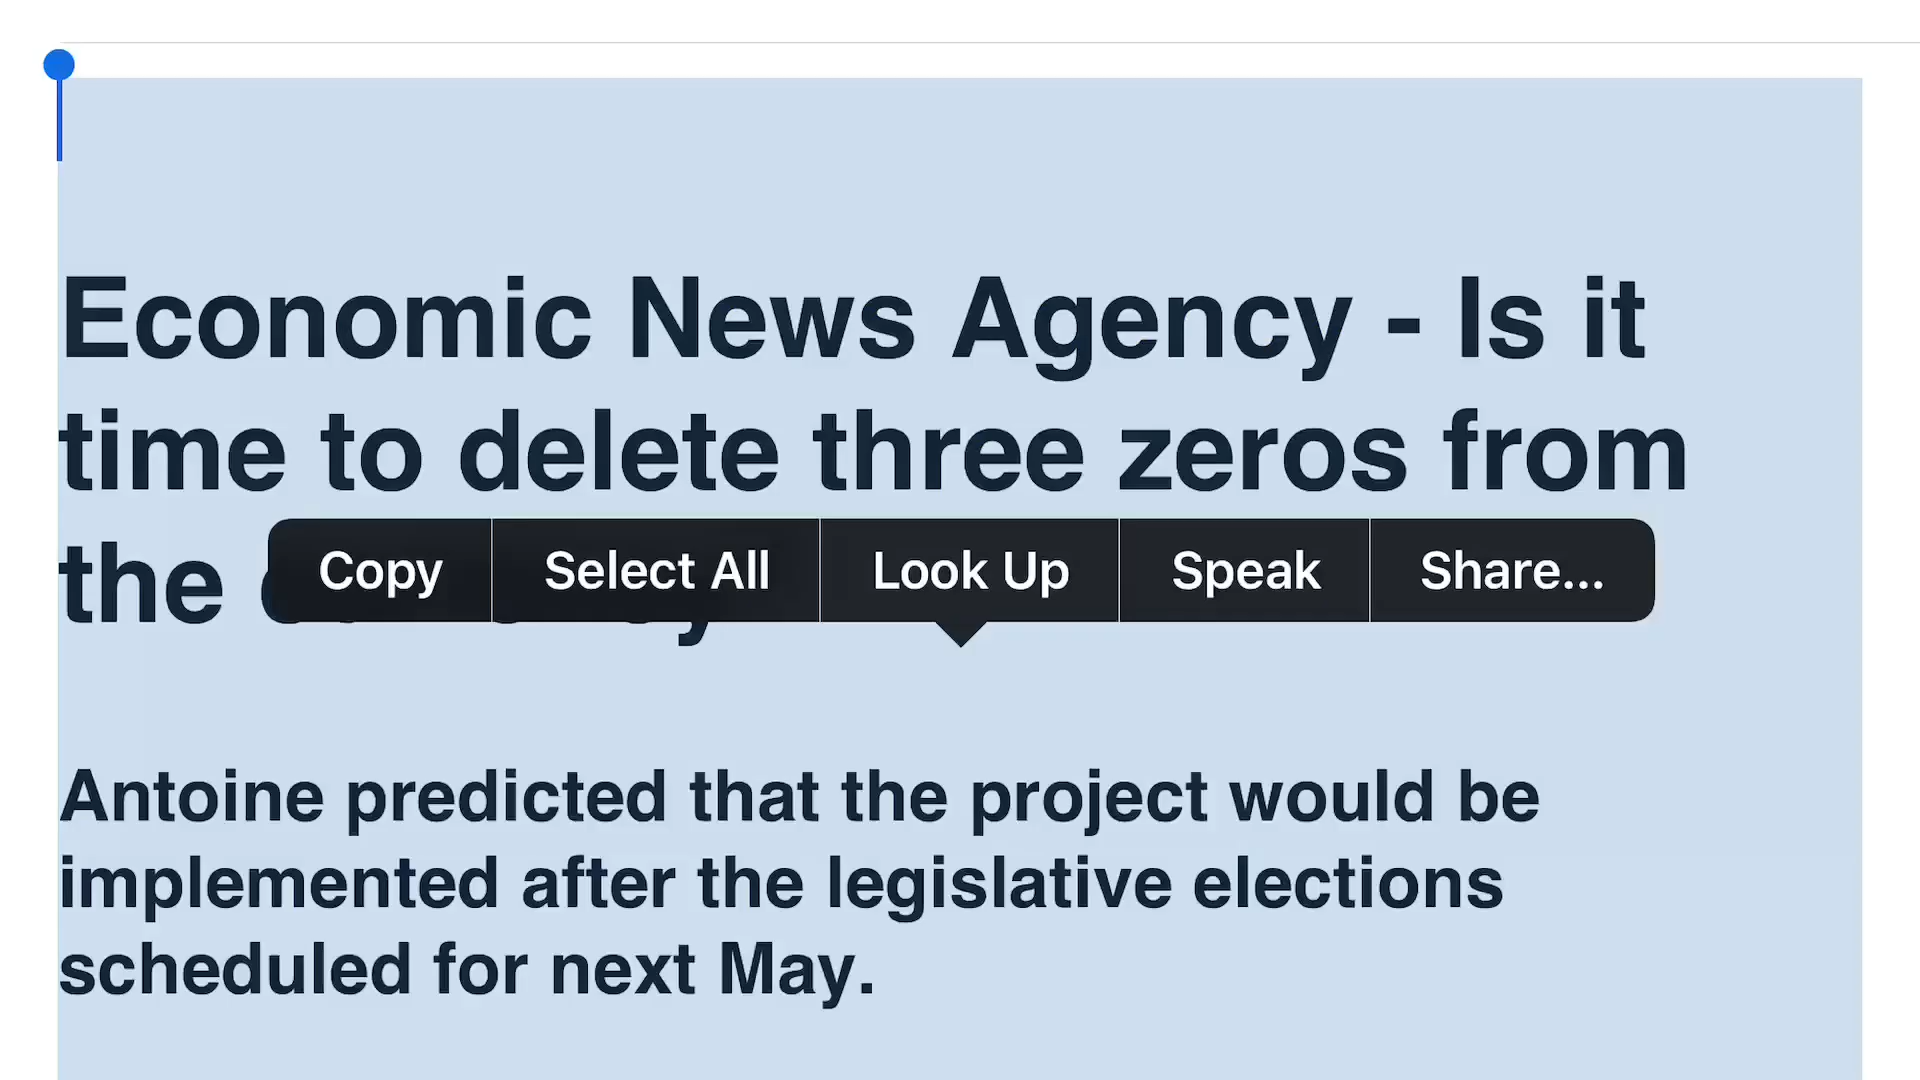 Economic News Agency - Is it
time to delete three zeros from
the
Copy Select All Look Up Speak Share...
Antoine predicted that the project would be
implemented after the legislative elections
scheduled for next May.